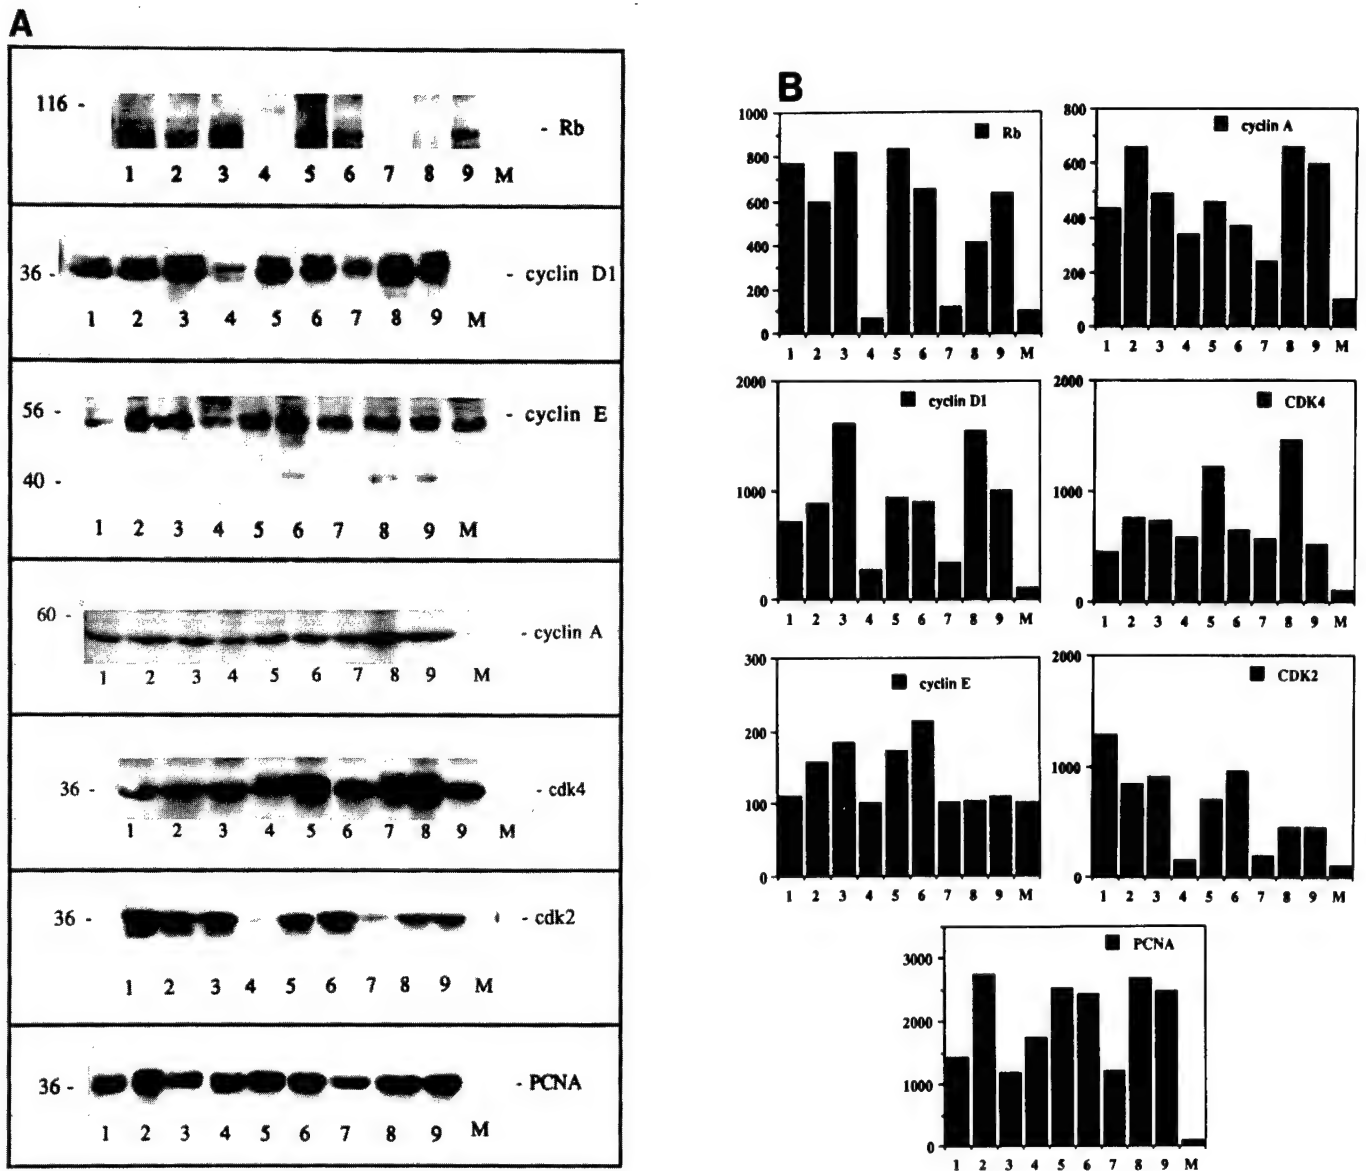 A
116 -
- Rb
1 2 3 4 5 6 7 8 9 M
36 -
- cyclin D1
1 2 3 4 5 6 7 8 9 M
56 -
- cyclin E
40 -
1 2 3 4 5 6 7 8 9 M
60 -
- cyclin A
1 2 3 4 5 6 7 8 9 M
36 -
- cdk4
1 2 3 4 5 6 7 8 9 M
36 -
- cdk2
1 2 3 4 5 6 7 8 9 M
36 -
- PCNA
1 2 3 4 5 6 7 8 9 M
B
1000
800
600
400
200
0
Rb
1 2 3 4 5 6 7 8 9 M
800
600
400
200
0
cyclin A
1 2 3 4 5 6 7 8 9 M
2000
1000
0
cyclin D1
1 2 3 4 5 6 7 8 9 M
2000
1000
0
CDK4
1 2 3 4 5 6 7 8 9 M
300
200
100
0
cyclin E
1 2 3 4 5 6 7 8 9 M
2000
1000
0
CDK2
1 2 3 4 5 6 7 8 9 M
3000
2000
1000
0
PCNA
1 2 3 4 5 6 7 8 9 M